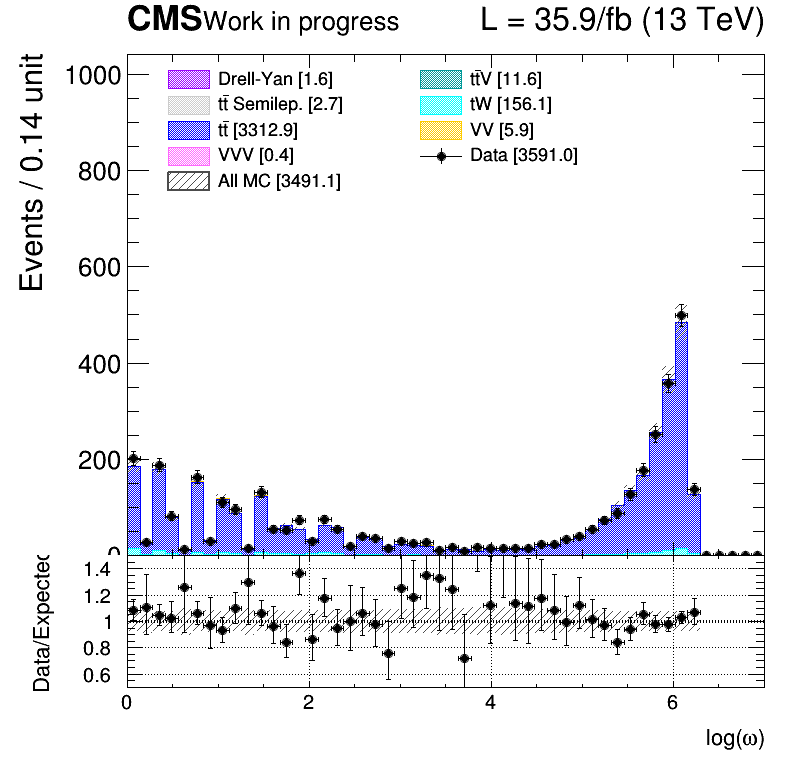 CMS Work in progress L = 35.9/fb (13 TeV)
Events / 0.14 unit
1000
800
600
400
200
0
Drell-Yan [1.6]
tt̄ Semilep. [2.7]
tt̄ [3312.9]
VVV [0.4]
All MC [3491.1]
tt̄V [11.6]
tW [156.1]
VV [5.9]
Data [3591.0]
Data/Expected
1.4
1.2
1
0.8
0.6
0 2 4 6
log(ω)